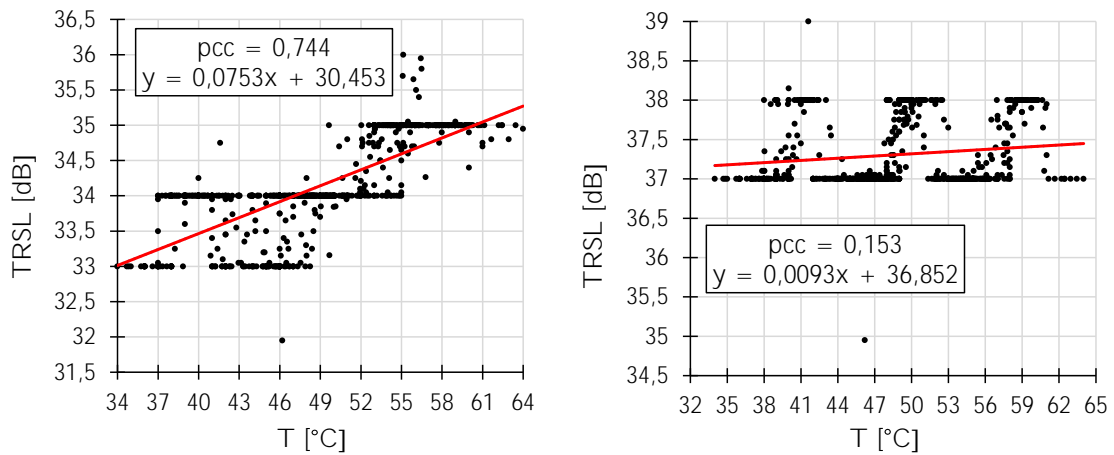 36,5
36
35,5
35
34,5
34
33,5
33
32,5
32
31,5
TRSL [dB]
pcc = 0,744
y = 0,0753x + 30,453
34 37 40 43 46 49 52 55 58 61 64
T [°C]
39
38,5
38
37,5
37
36,5
36
35,5
35
34,5
TRSL [dB]
pcc = 0,153
y = 0,0093x + 36,852
32 35 38 41 44 47 50 53 56 59 62 65
T [°C]